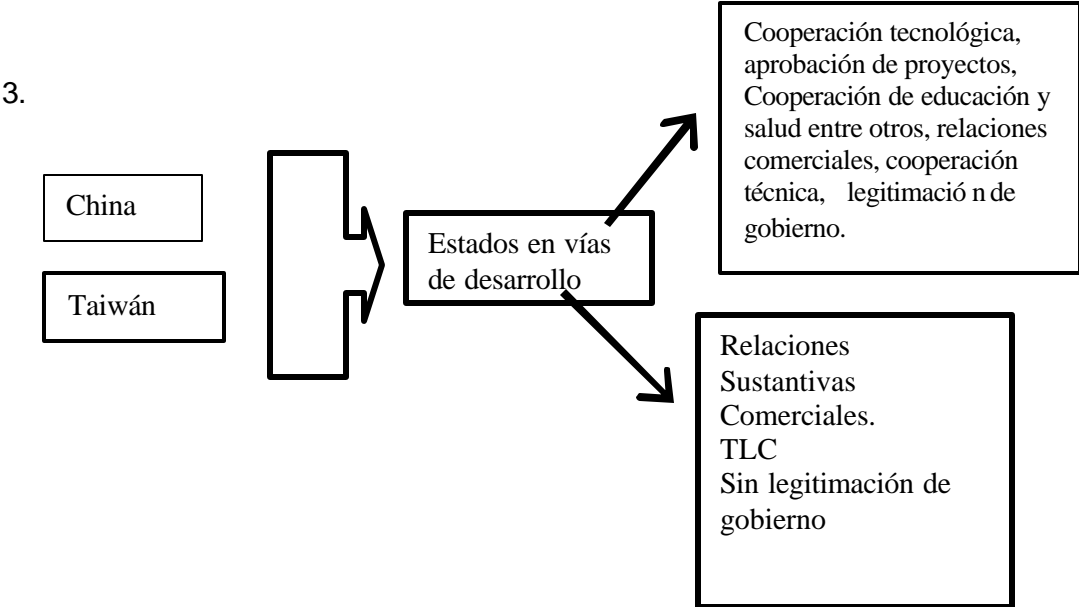 3.
China
Taiwán
Estados en vías
de desarrollo
Cooperación tecnológica,
aprobación de proyectos,
Cooperación de educación y
salud entre otros, relaciones
comerciales, cooperación
técnica, legitimació n de
gobierno.
Relaciones
Sustantivas
Comerciales.
TLC
Sin legitimación de
gobierno